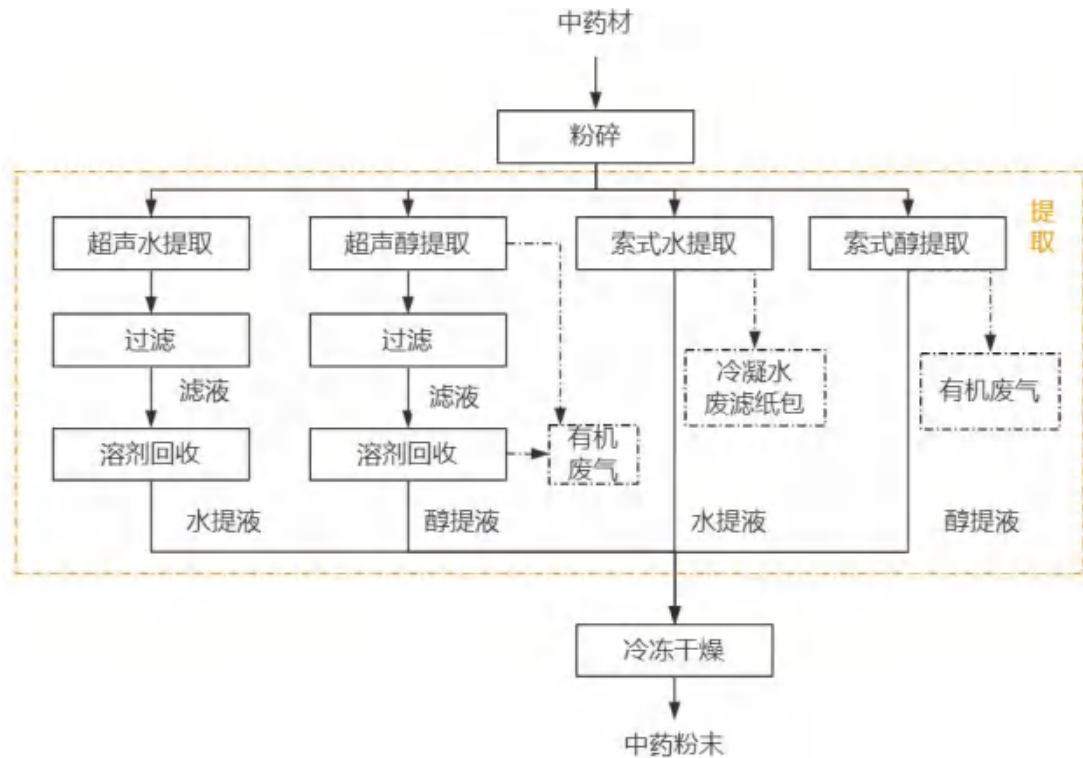 中药材
粉碎
提
取
超声水提取
超声醇提取
索式水提取
索式醇提取
过滤
过滤
冷凝水
废滤纸包
有机废气
滤液
滤液
溶剂回收
溶剂回收
有机
废气
水提液
醇提液
水提液
醇提液
冷冻干燥
中药粉末